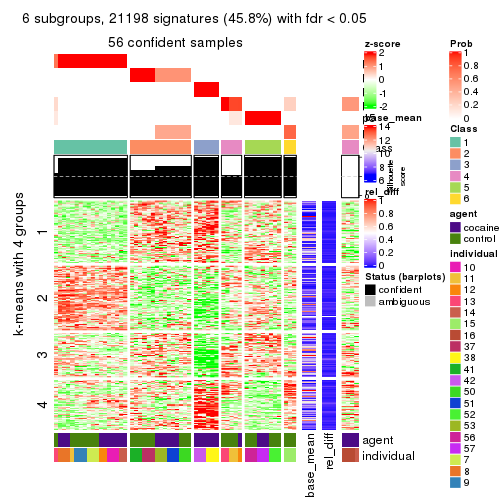 6 subgroups, 21198 signatures (45.8%) with fdr < 0.05
56 confident samples
k-means with 4 groups
1
2
3
4
z-score
2
1
0
-1
-2
base_mean
14
12
10
8
6
Silhouette
score
rel_diff
1
0.8
0.6
0.4
0.2
0
Status (barplots)
confident
ambiguous
agent
individual
base_mean
rel_diff
Prob
1
0.8
0.6
0.4
0.2
0
Class
1
2
3
4
5
6
agent
cocaine
control
Individual
10
11
12
13
14
15
16
37
38
41
42
50
51
52
53
56
57
7
8
9